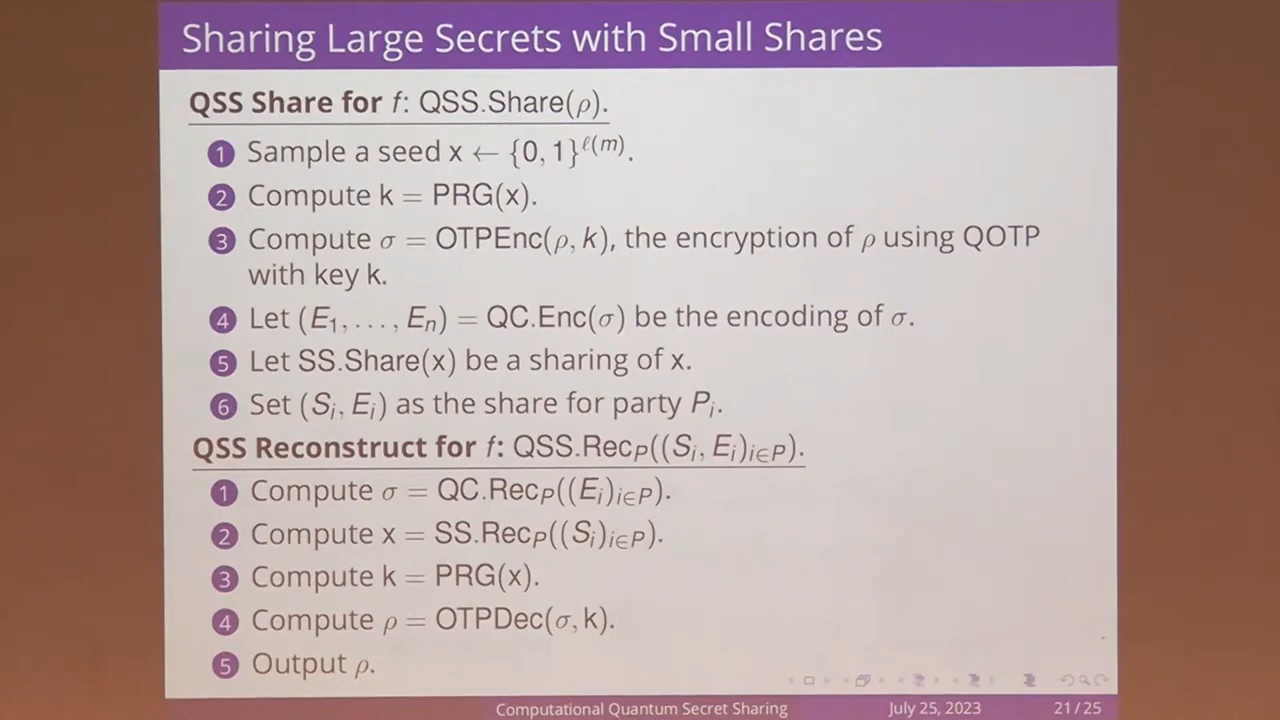 Sharing Large Secrets with Small Shares
QSS Share for f: QSS.Share(ρ).
1 Sample a seed x ← {0, 1}^{ℓ(m)}.
2 Compute k = PRG(x).
3 Compute σ = OTPEnc(ρ, k), the encryption of ρ using QOTP
with key k.
4 Let (E₁, . . . , Eₙ) = QC.Enc(σ) be the encoding of σ.
5 Let SS.Share(x) be a sharing of x.
6 Set (Sᵢ, Eᵢ) as the share for party Pᵢ.
QSS Reconstruct for f: QSS.Rec_P((Sᵢ, Eᵢ)_{i∈P}).
1 Compute σ = QC.Rec_P((Eᵢ)_{i∈P}).
2 Compute x = SS.Rec_P((Sᵢ)_{i∈P}).
3 Compute k = PRG(x).
4 Compute ρ = OTPDec(σ, k).
5 Output ρ.
Computational Quantum Secret Sharing July 25, 2023 21 / 25